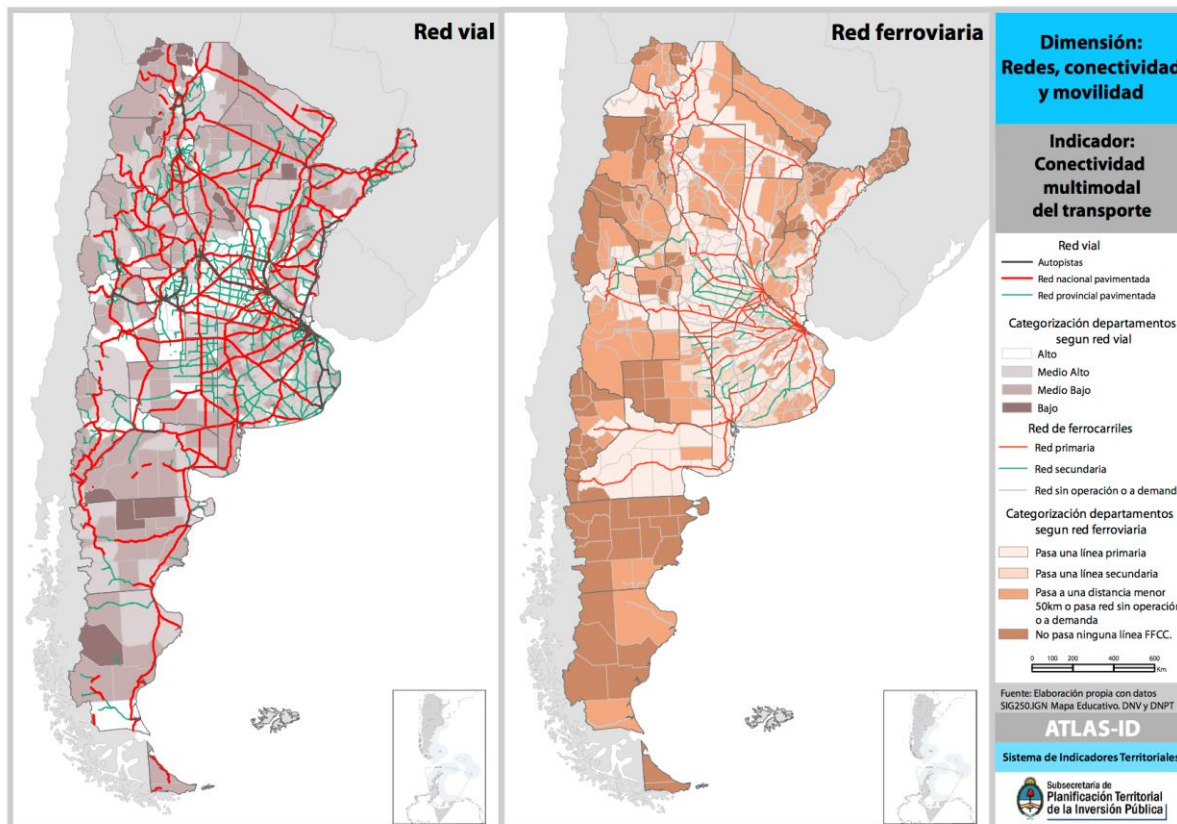 Red vial
Red ferroviaria
Dimensión:
Redes, conectividad
y movilidad
Indicador:
Conectividad
multimodal
del transporte
Red vial
Autopistas
Red nacional pavimentada
Red provincial pavimentada
Categorización departamentos
segun red vial
Alto
Medio Alto
Medio Bajo
Bajo
Red de ferrocarriles
Red primaria
Red secundaria
Red sin operación o a demand
Categorización departamentos
segun red ferroviaria
Pasa una línea primaria
Pasa una línea secundaria
Pasa a una distancia menor
50km o pasa red sin operación
o a demanda
No pasa ninguna línea FFCC.
0 100 200 400 600
Km
Fuente: Elaboración propia con datos
SIG250.IGN Mapa Educativo. DNV y DNPT
ATLAS-ID
Sistema de Indicadores Territoriales
Subsecretaría de
Planificación Territorial
de la Inversión Pública